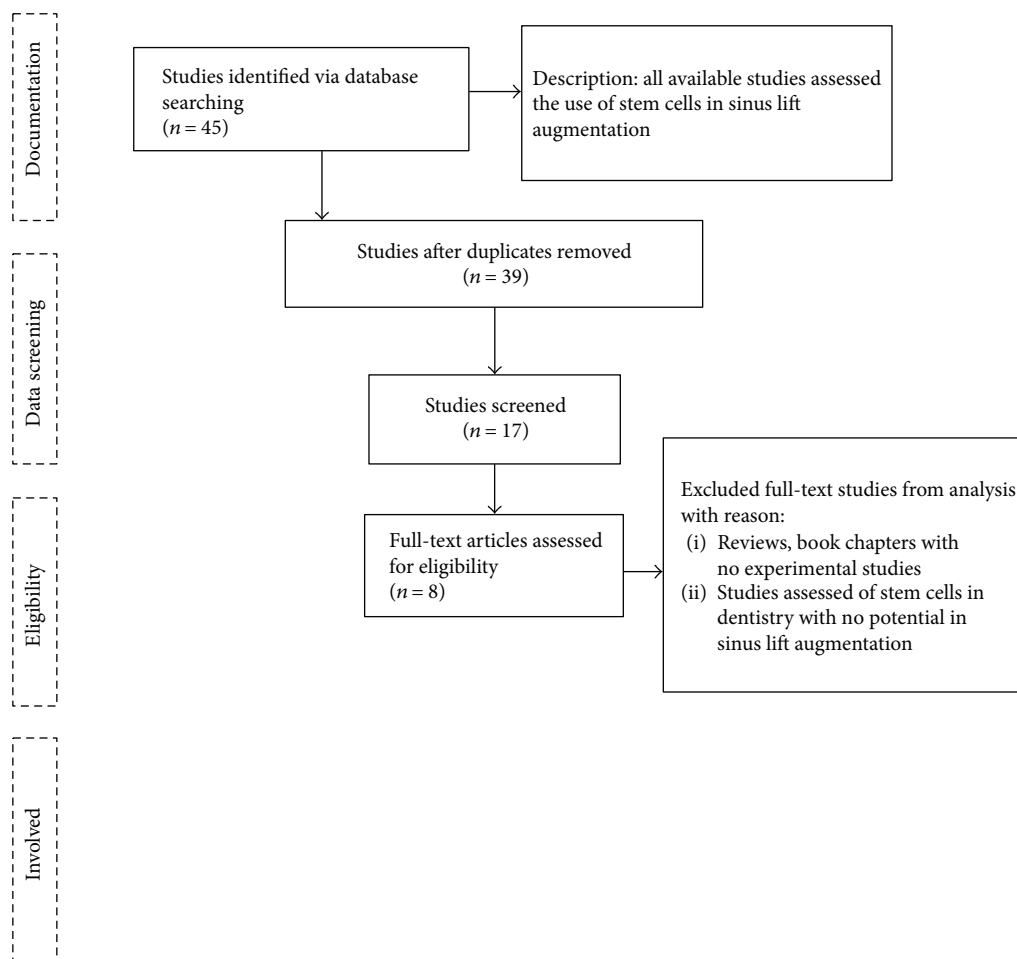 Documentation
Studies identified via database
searching
(n = 45)
Description: all available studies assessed
the use of stem cells in sinus lift
augmentation
Data screening
Studies after duplicates removed
(n = 39)
Studies screened
(n = 17)
Eligibility
Full-text articles assessed
for eligibility
(n = 8)
Excluded full-text studies from analysis
with reason:
(i) Reviews, book chapters with
no experimental studies
(ii) Studies assessed of stem cells in
dentistry with no potential in
sinus lift augmentation
Involved